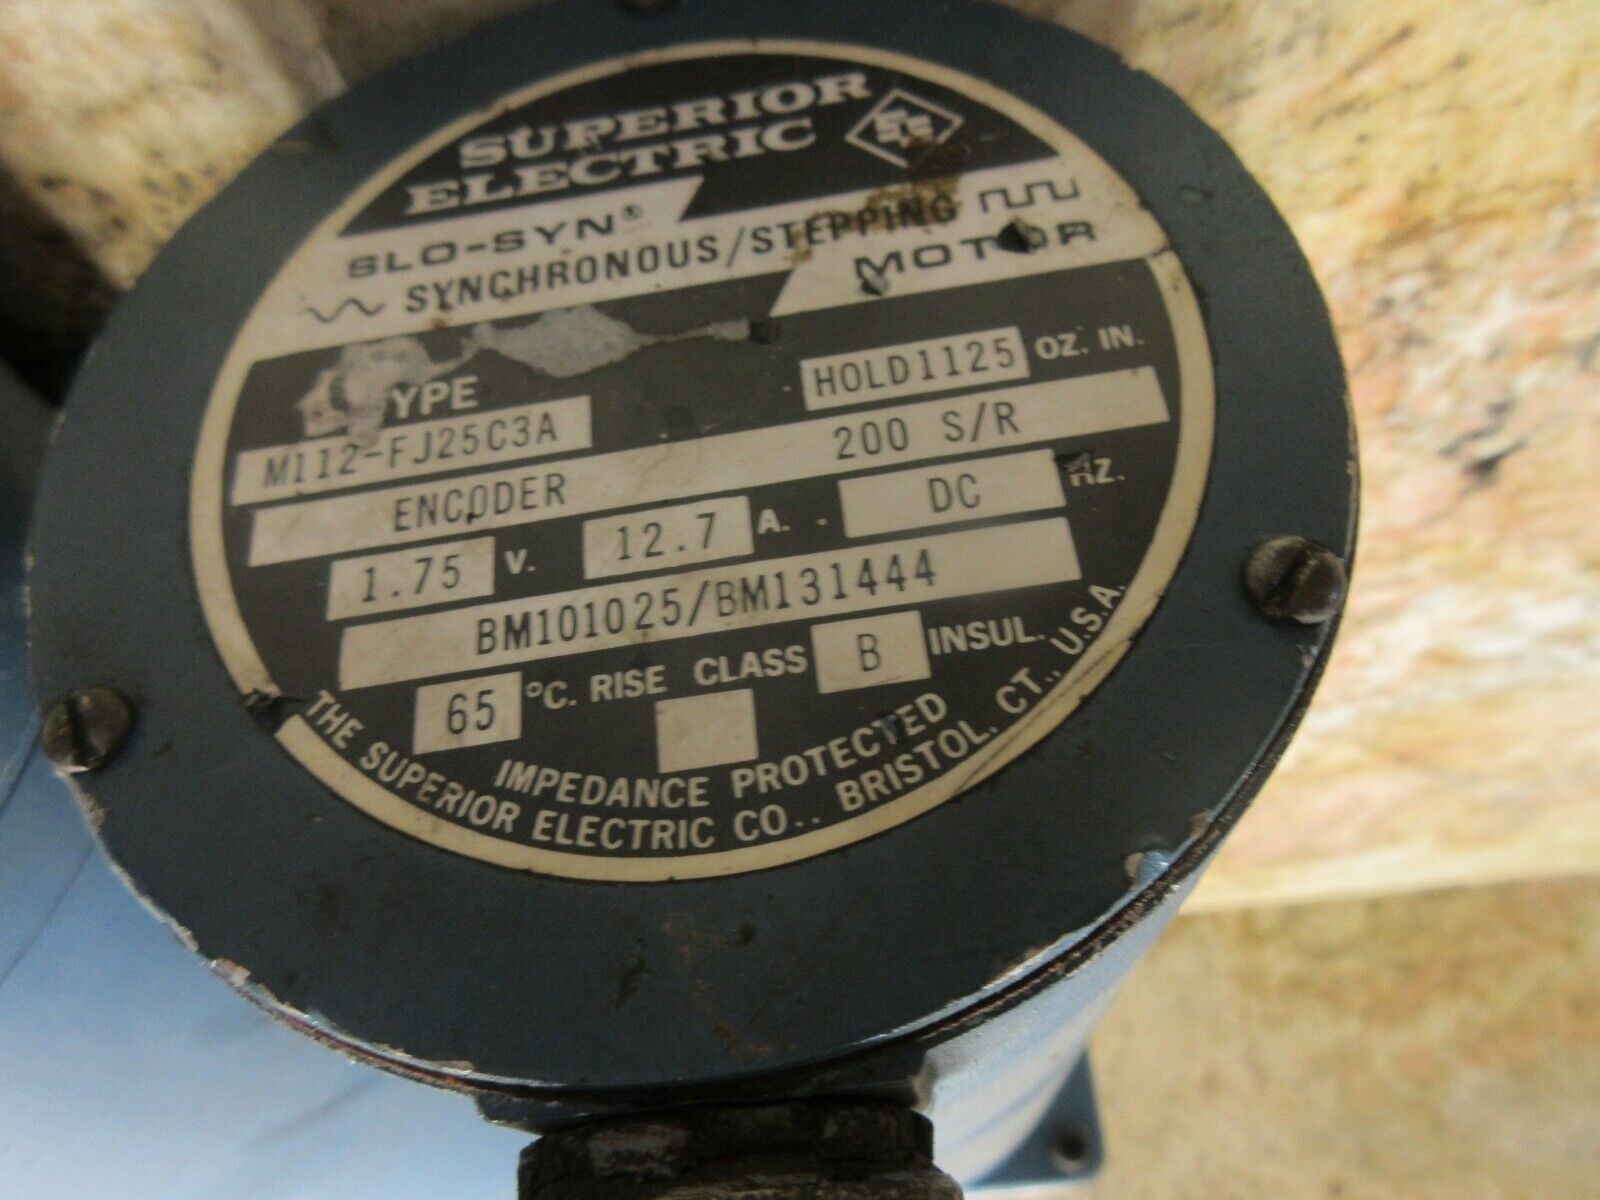 SUPERIOR
ELECTRIC
SLO-SYN®
SYNCHRONOUS/STEPPING
MOTOR
YPE
HOLD1125 OZ. IN.
M112-FJ25C3A
ENCODER 200 S/R
1.75 V. 12.7 A. DC HZ.
BM101025/BM131444
65 °C. RISE CLASS B INSUL.
IMPEDANCE PROTECTED
THE SUPERIOR ELECTRIC CO., BRISTOL, CT., U.S.A.